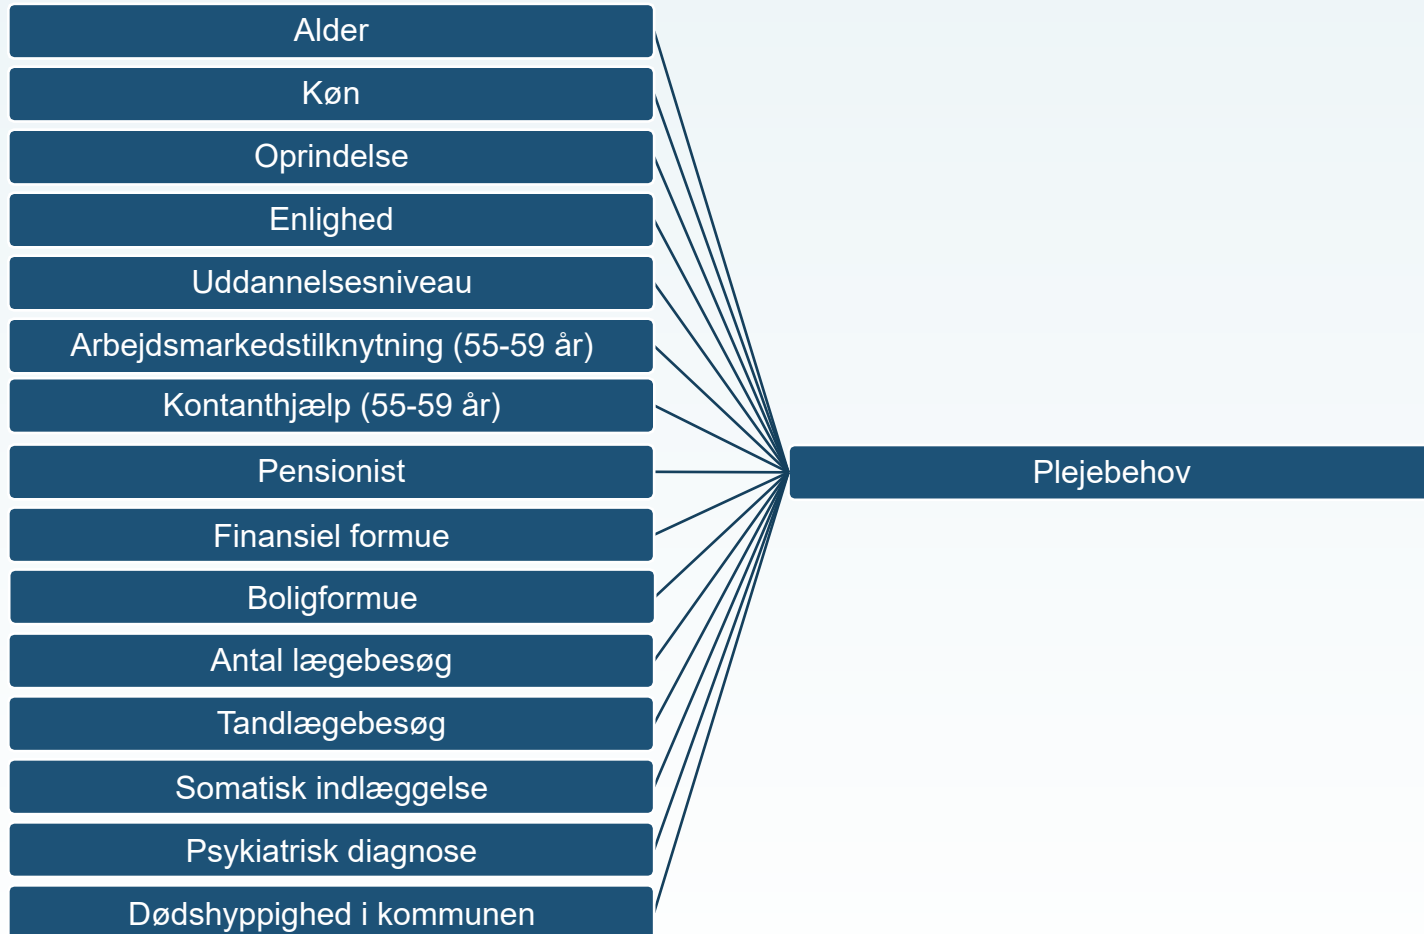 Alder
Køn
Oprindelse
Enlighed
Uddannelsesniveau
Arbejdsmarkedstilknytning (55-59 år)
Kontanthjælp (55-59 år)
Pensionist
Plejebehov
Finansiel formue
Boligformue
Antal lægebesøg
Tandlægebesøg
Somatisk indlæggelse
Psykiatrisk diagnose
Dødshyppighed i kommunen